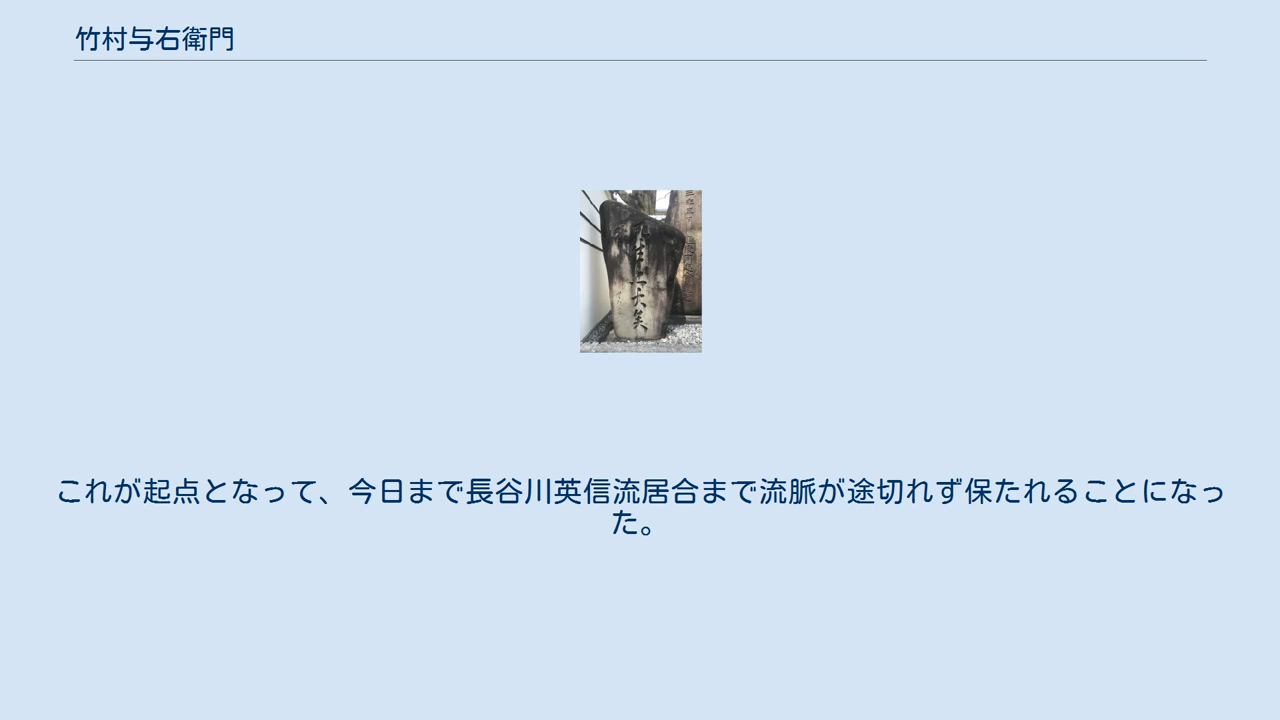 竹村与右衛門
これが起点となって、今日まで長谷川英信流居合まで流脈が途切れず保たれることになっ
た。